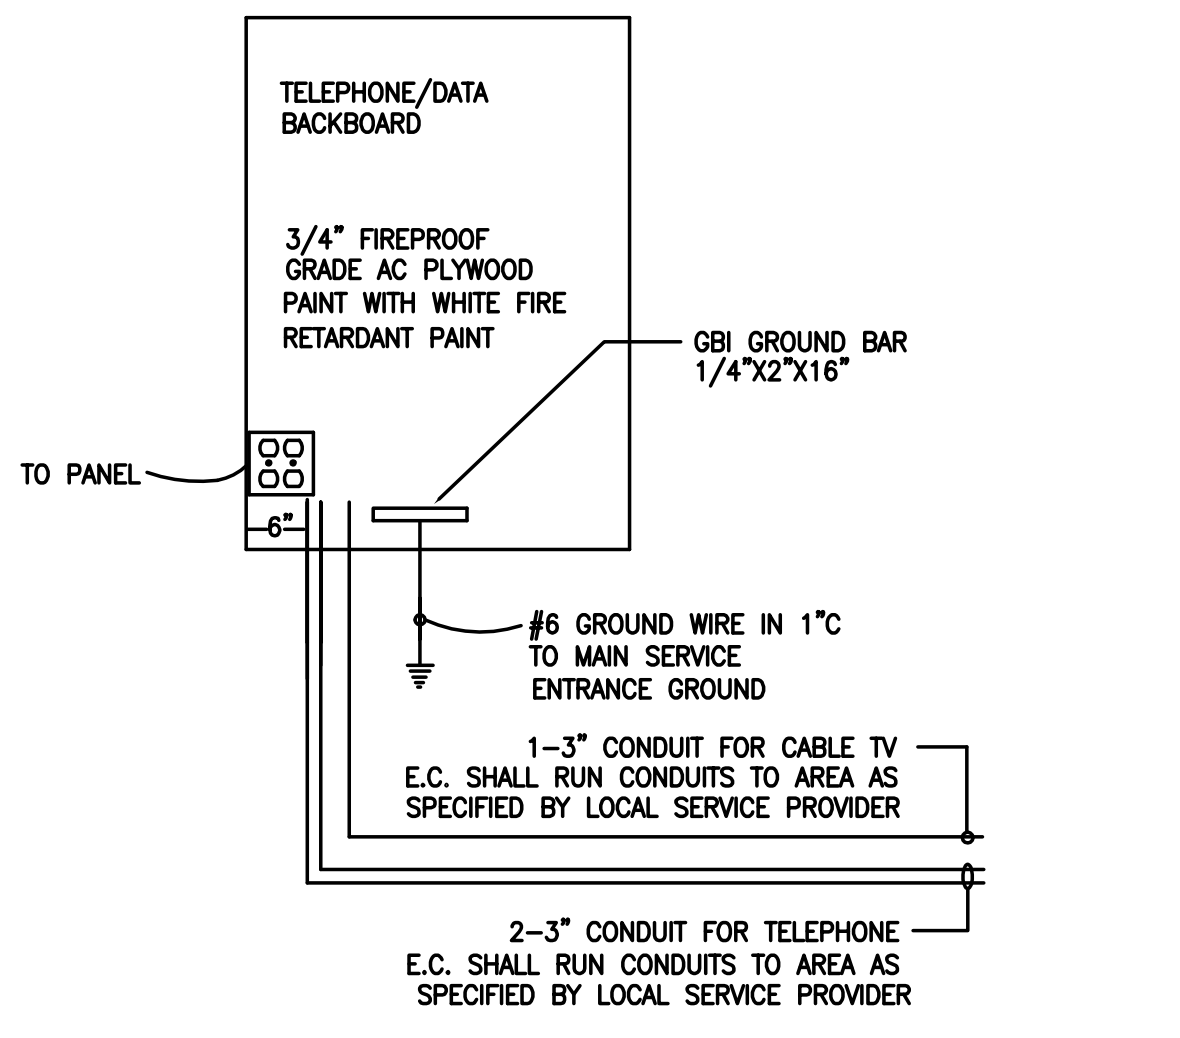 TELEPHONE/DATA
BACKBOARD
3/4" FIREPROOF
GRADE AC PLYWOOD
PAINT WITH WHITE FIRE
RETARDANT PAINT
GBI GROUND BAR
1/4"X2"X16"
TO PANEL
6"
#6 GROUND WIRE IN 1"C
TO MAIN SERVICE
ENTRANCE GROUND
1-3" CONDUIT FOR CABLE TV
E.C. SHALL RUN CONDUITS TO AREA AS
SPECIFIED BY LOCAL SERVICE PROVIDER
2-3" CONDUIT FOR TELEPHONE
E.C. SHALL RUN CONDUITS TO AREA AS
SPECIFIED BY LOCAL SERVICE PROVIDER